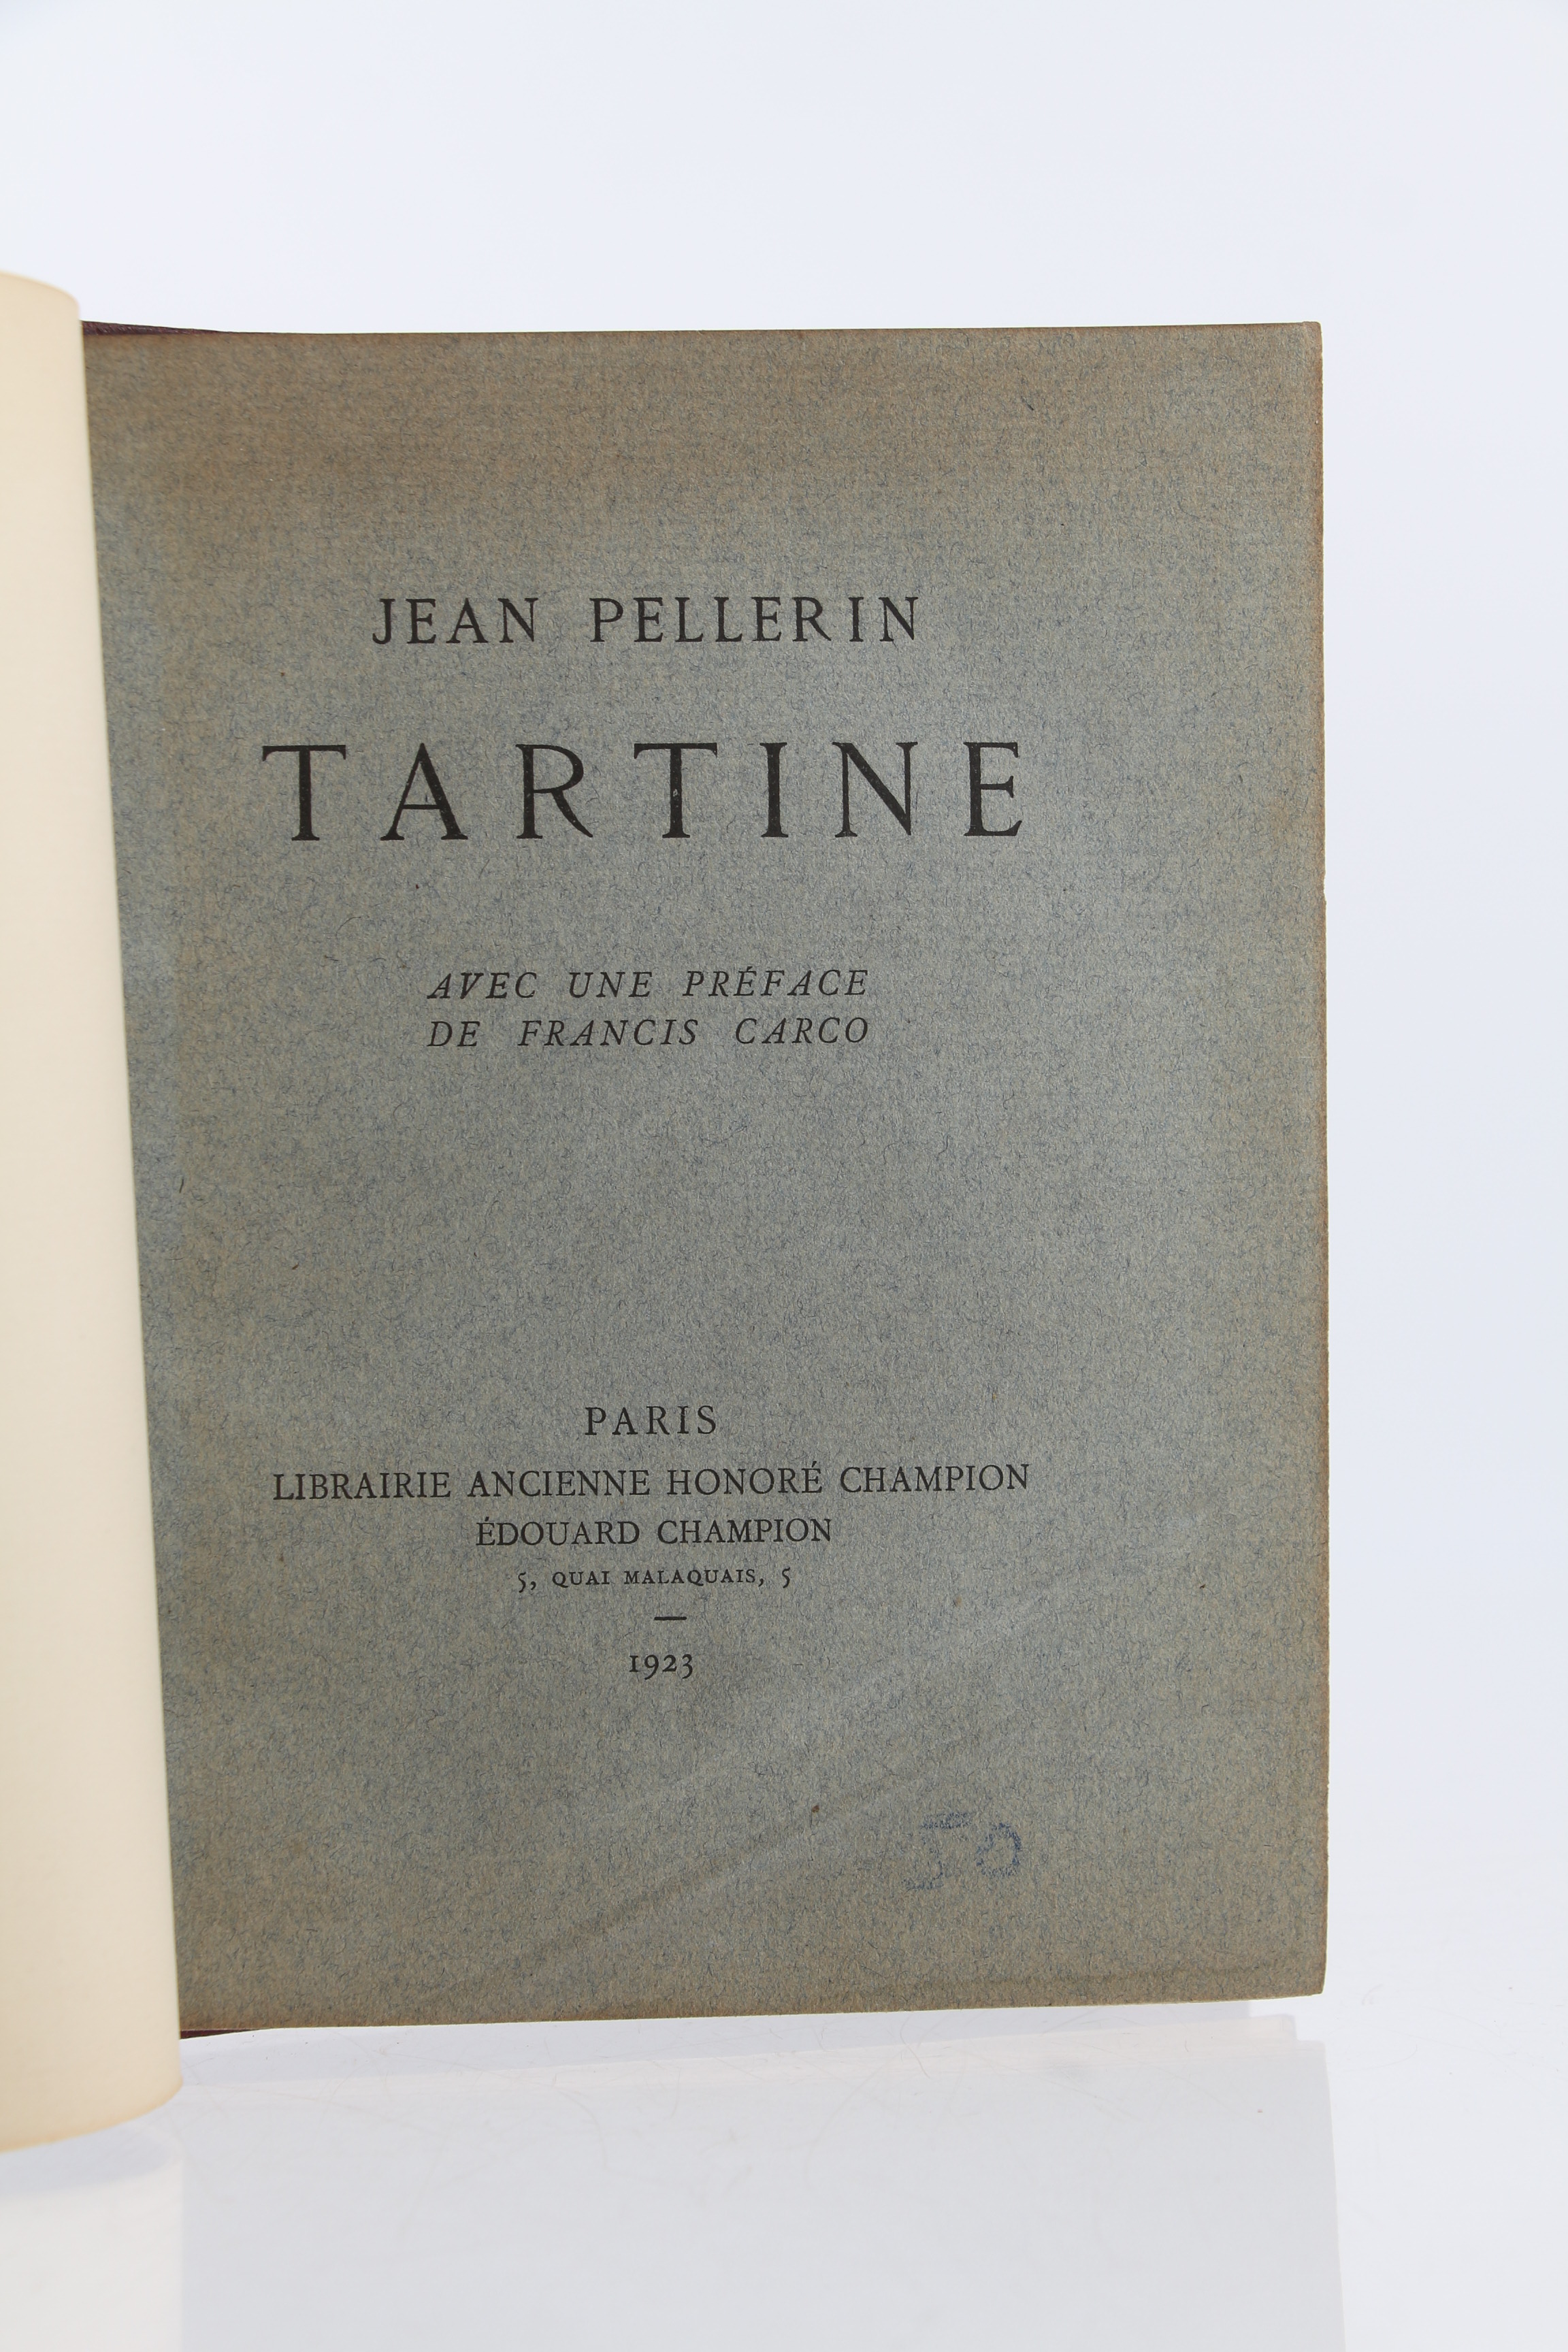 JEAN PELLERIN
TARTINE
AVEC UNE PRÉFACE
DE FRANCIS CARCO
PARIS
LIBRAIRIE ANCIENNE HONORÉ CHAMPION
ÉDOUARD CHAMPION
5, QUAI MALAQUAIS, 5
1923
50